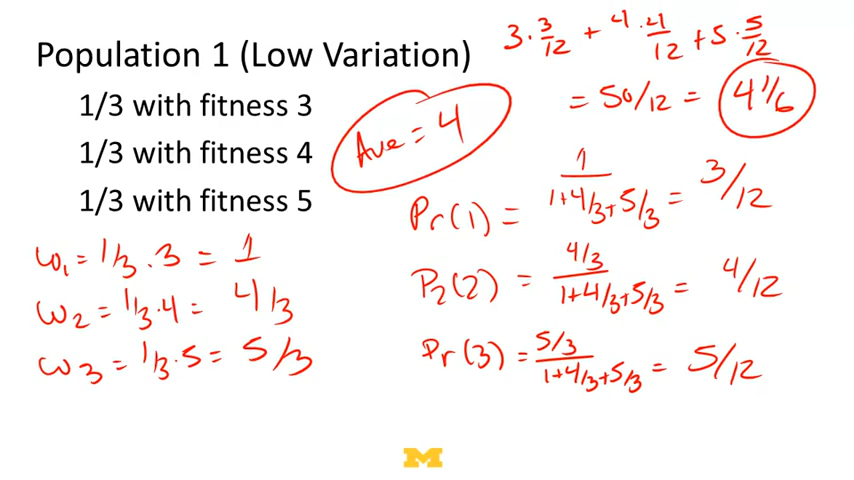 3 · 3/12 + 4 · 4/12 + 5 · 5/12
= 50/12 = 4 1/6
Population 1 (Low Variation)
1/3 with fitness 3
1/3 with fitness 4
1/3 with fitness 5
Ave = 4
ω₁ = 1/3 · 3 = 1
ω₂ = 1/3 · 4 = 4/3
ω₃ = 1/3 · 5 = 5/3
Pr(1) = 1 / (1+4/3+5/3) = 3/12
P₂(2) = 4/3 / (1+4/3+5/3) = 4/12
Pr(3) = 5/3 / (1+4/3+5/3) = 5/12
M